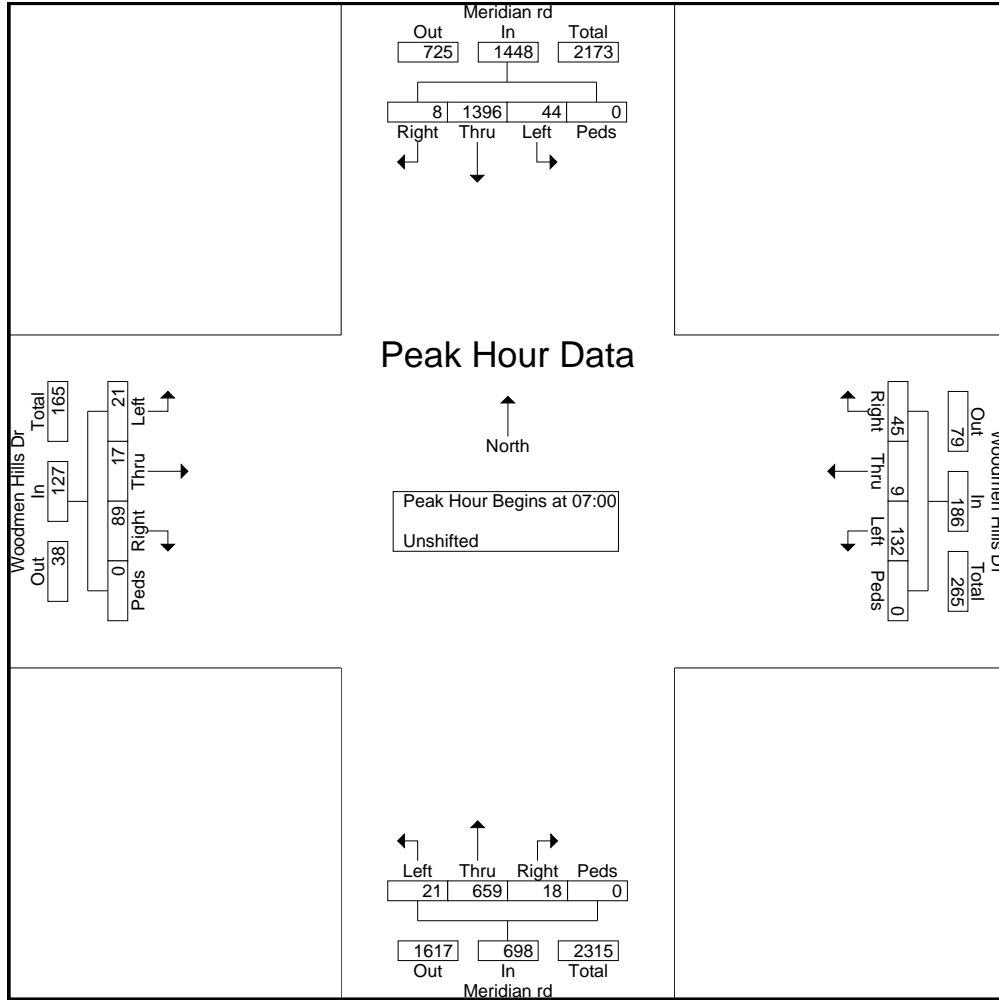 Meridian rd
Out In Total
725 1448 2173
8 1396 44 0
Right Thru Left Peds
Peak Hour Data
North
Peak Hour Begins at 07:00
Unshifted
Woodmen Hills Dr
Total In Out
165 127 38
21 17 89 0
Left Thru Right Peds
Woodmen Hills Dr
Out In Total
79 186 265
45 9 132 0
Right Thru Left Peds
Left Thru Right Peds
21 659 18 0
1617 698 2315
Out In Total
Meridian rd